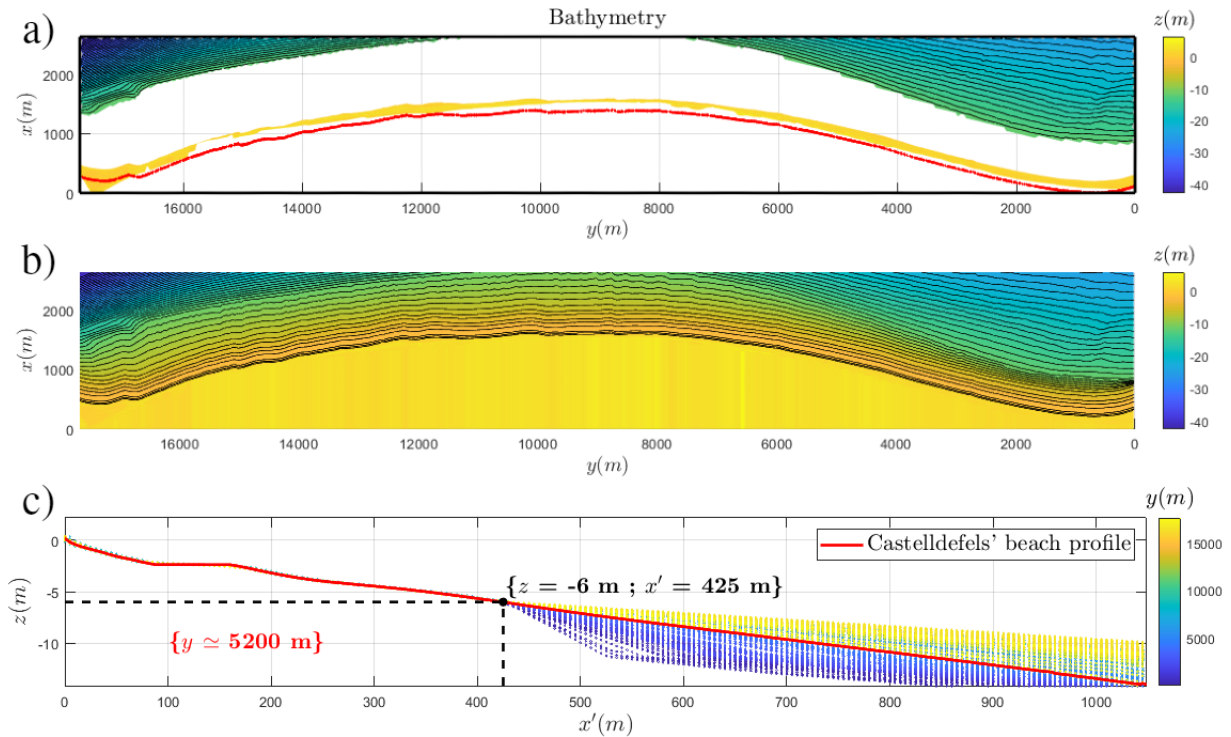 Bathymetry
a)
z(m)
2000
1000
0
x(m)
16000 14000 12000 10000 8000 6000 4000 2000 0
y(m)
0
-10
-20
-30
-40
b)
z(m)
2000
1000
0
x(m)
16000 14000 12000 10000 8000 6000 4000 2000 0
y(m)
0
-10
-20
-30
-40
c)
y(m)
Castelldefels' beach profile
0
-5
-10
z(m)
{z = -6 m ; x′ = 425 m}
{y ≃ 5200 m}
0 100 200 300 400 500 600 700 800 900 1000
x′(m)
15000
10000
5000